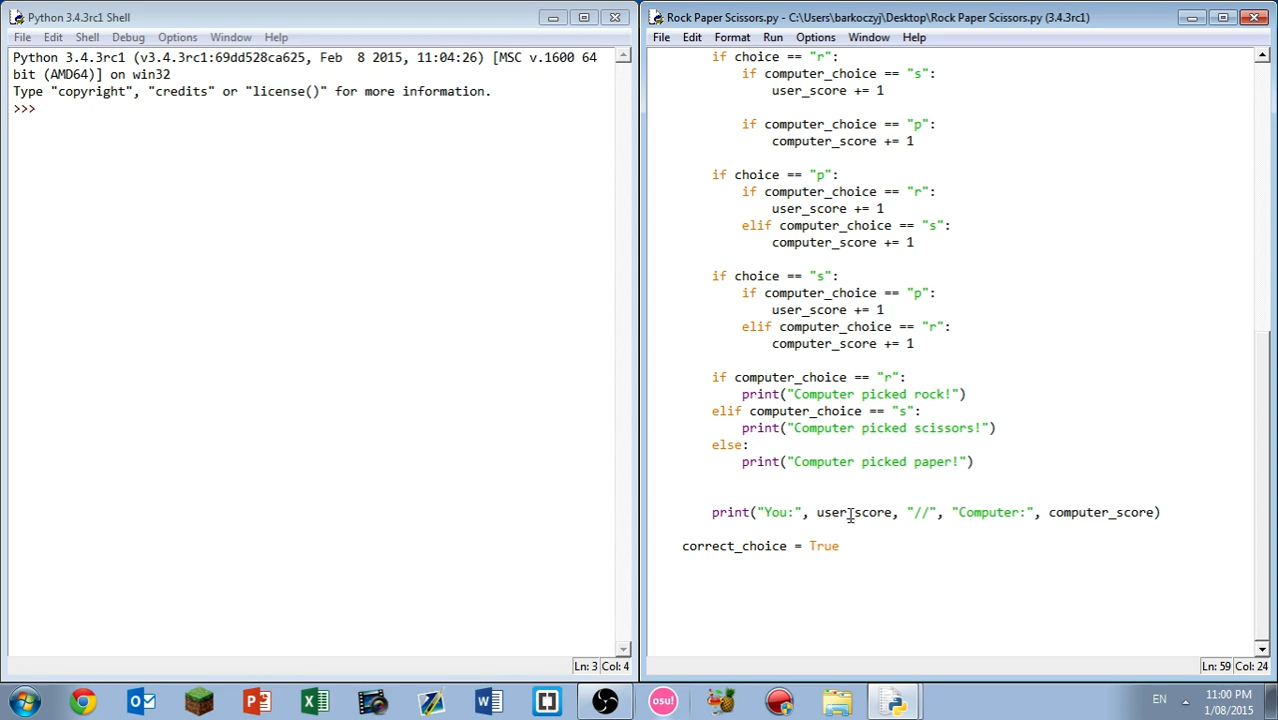 Python 3.4.3rc1 Shell
File Edit Shell Debug Options Window Help
Python 3.4.3rc1 (v3.4.3rc1:69dd528ca625, Feb  8 2015, 11:04:26) [MSC v.1600 64
bit (AMD64)] on win32
Type "copyright", "credits" or "license()" for more information.
>>>
Ln: 3 Col: 4
Rock Paper Scissors.py - C:\Users\barkoczyj\Desktop\Rock Paper Scissors.py (3.4.3rc1)
File Edit Format Run Options Window Help
if choice == "r":
if computer_choice == "s":
user_score += 1
if computer_choice == "p":
computer_score += 1
if choice == "p":
if computer_choice == "r":
user_score += 1
elif computer_choice == "s":
computer_score += 1
if choice == "s":
if computer_choice == "p":
user_score += 1
elif computer_choice == "r":
computer_score += 1
if computer_choice == "r":
print("Computer picked rock!")
elif computer_choice == "s":
print("Computer picked scissors!")
else:
print("Computer picked paper!")
print("You:", user_score, "//", "Computer:", computer_score)
correct_choice = True
Ln: 59 Col: 24
osu!
EN
11:00 PM
1/08/2015